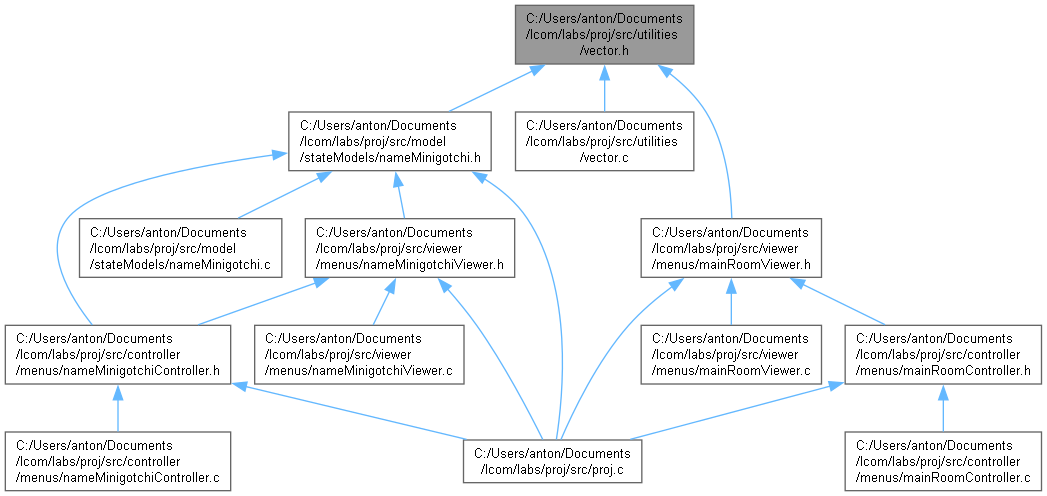 C:/Users/anton/Documents
/lcom/labs/proj/src/utilities
/vector.h
C:/Users/anton/Documents
/lcom/labs/proj/src/model
/stateModels/nameMinigotchi.h
C:/Users/anton/Documents
/lcom/labs/proj/src/utilities
/vector.c
C:/Users/anton/Documents
/lcom/labs/proj/src/model
/stateModels/nameMinigotchi.c
C:/Users/anton/Documents
/lcom/labs/proj/src/viewer
/menus/nameMinigotchiViewer.h
C:/Users/anton/Documents
/lcom/labs/proj/src/viewer
/menus/mainRoomViewer.h
C:/Users/anton/Documents
/lcom/labs/proj/src/controller
/menus/nameMinigotchiController.h
C:/Users/anton/Documents
/lcom/labs/proj/src/viewer
/menus/nameMinigotchiViewer.c
C:/Users/anton/Documents
/lcom/labs/proj/src/viewer
/menus/mainRoomViewer.c
C:/Users/anton/Documents
/lcom/labs/proj/src/controller
/menus/mainRoomController.h
C:/Users/anton/Documents
/lcom/labs/proj/src/controller
/menus/nameMinigotchiController.c
C:/Users/anton/Documents
/lcom/labs/proj/src/proj.c
C:/Users/anton/Documents
/lcom/labs/proj/src/controller
/menus/mainRoomController.c